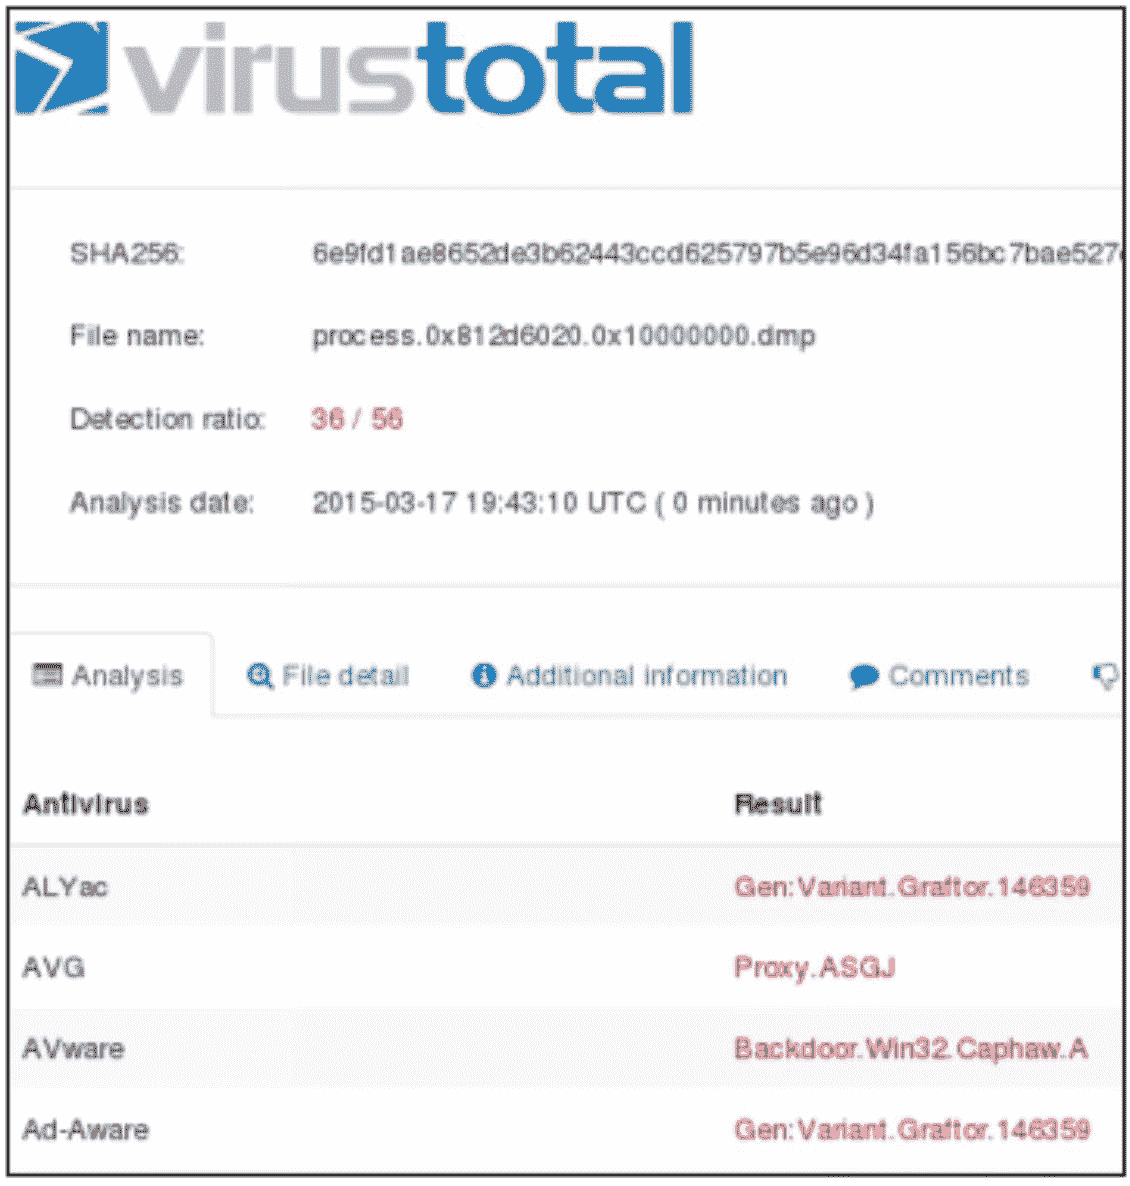 virustotal
SHA256: 6e9fd1ae8652de3b62443ccd625797b5e96d34fa156bc7bae527
File name: process.0x812d6020.0x10000000.dmp
Detection ratio: 36 / 56
Analysis date: 2015-03-17 19:43:10 UTC ( 0 minutes ago )
Analysis File detail Additional information Comments
Antivirus Result
ALYac Gen:Variant.Graftor.146359
AVG Proxy.ASGJ
AVware Backdoor.Win32.Caphaw.A
Ad-Aware Gen:Variant.Graftor.146359